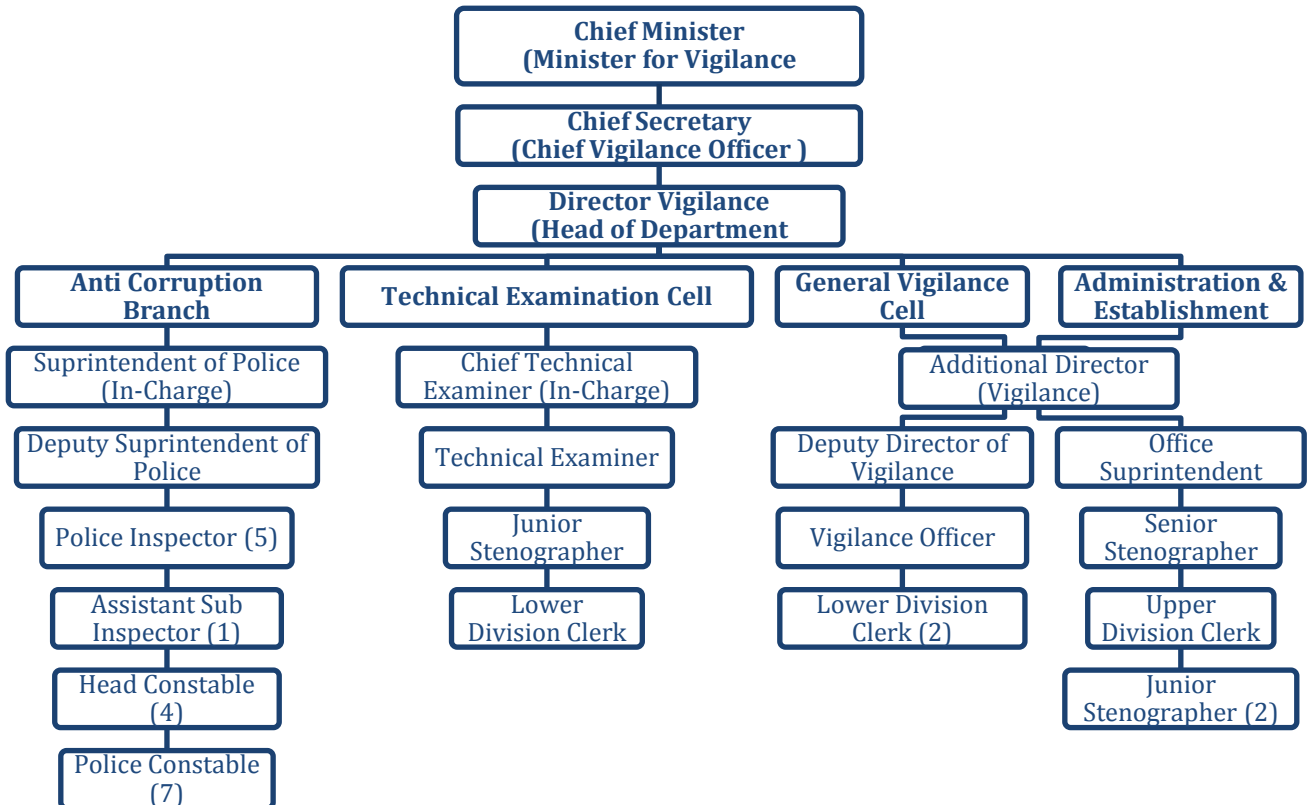 Chief Minister
(Minister for Vigilance
Chief Secretary
(Chief Vigilance Officer )
Director Vigilance
(Head of Department
Anti Corruption
Branch
Technical Examination Cell
General Vigilance
Cell
Administration &
Establishment
Suprintendent of Police
(In-Charge)
Chief Technical
Examiner (In-Charge)
Additional Director
(Vigilance)
Deputy Suprintendent of
Police
Technical Examiner
Deputy Director of
Vigilance
Office
Suprintendent
Police Inspector (5)
Junior
Stenographer
Vigilance Officer
Senior
Stenographer
Assistant Sub
Inspector (1)
Lower
Division Clerk
Lower Division
Clerk (2)
Upper
Division Clerk
Head Constable
(4)
Junior
Stenographer (2)
Police Constable
(7)